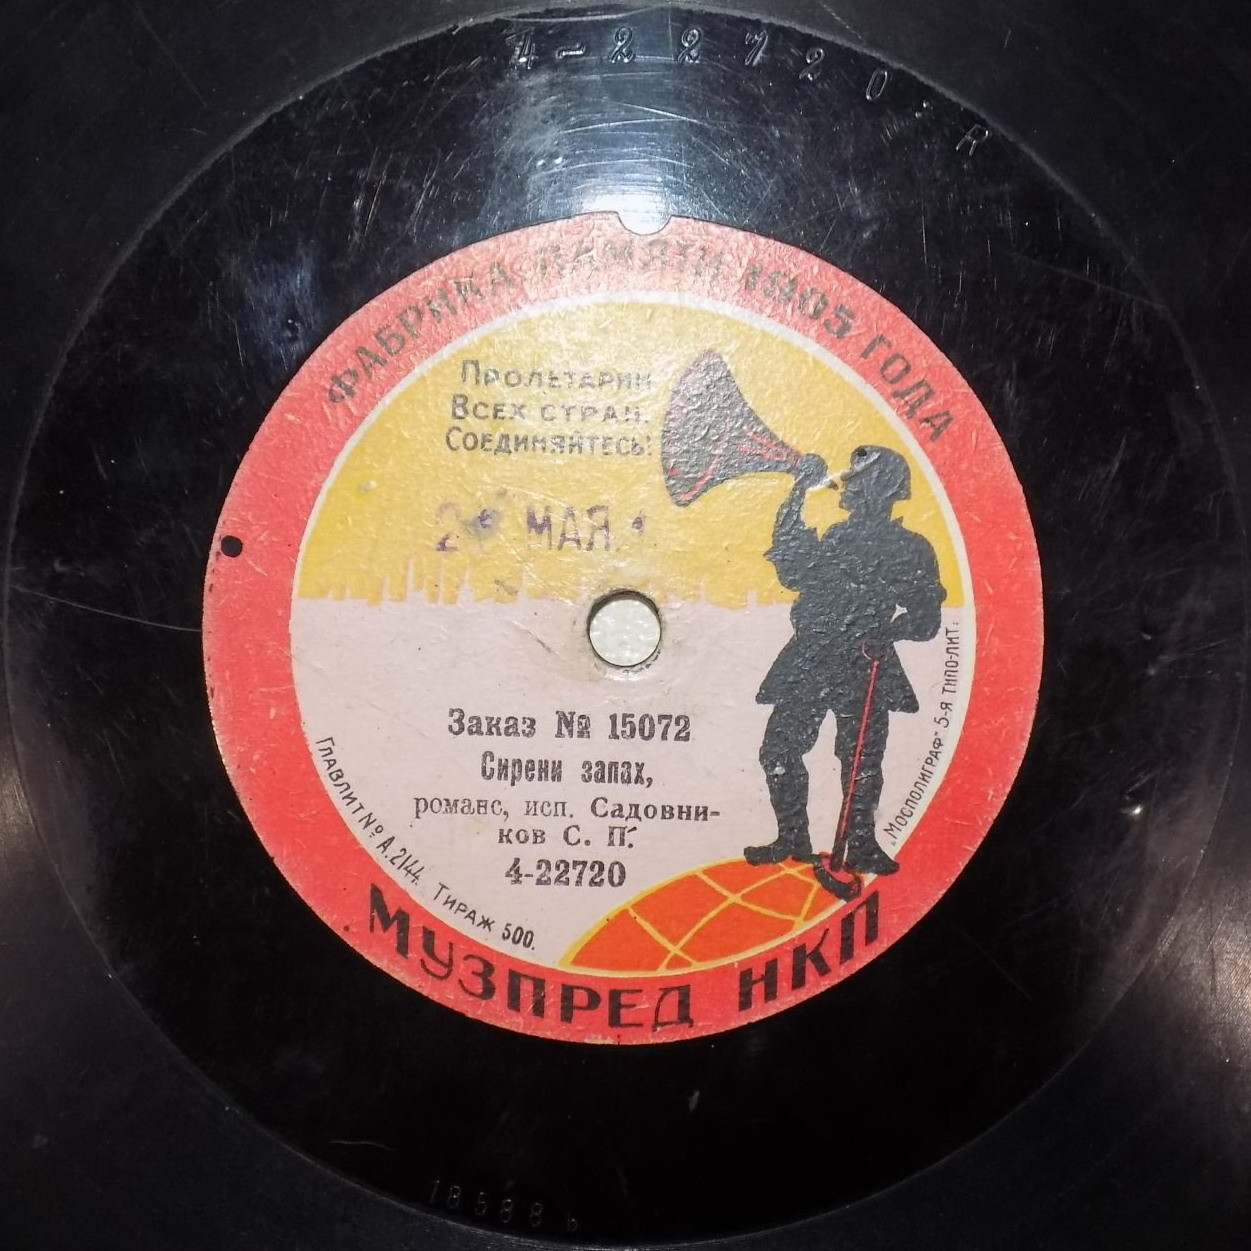 4-22720 R
ФАБРИКА ПАМЯТИ 1905 ГОДА
ПРОЛЕТАРИИ
ВСЕХ СТРАН,
СОЕДИНЯЙТЕСЬ!
МАЯ
Заказ № 15072
Сирени запах,
романс, исп. Садовни-
ков С. П.
4-22720
ГЛАВЛИТ № А.2144. ТИРАЖ 500.
„МОСПОЛИГРАФ" 5-Я ТИПО-ЛИТ:
МУЗПРЕД НКП
18588 ь